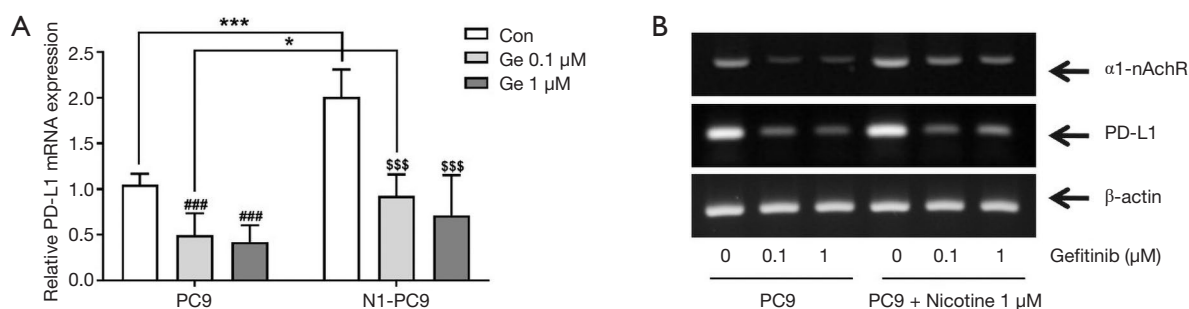 A
Relative PD-L1 mRNA expression
2.5
2.0
1.5
1.0
0.5
0.0
***
*
Con
Ge 0.1 µM
Ge 1 µM
###
###
$$$
$$$
PC9
N1-PC9
B
α1-nAchR
PD-L1
β-actin
0 0.1 1 0 0.1 1 Gefitinib (µM)
PC9 PC9 + Nicotine 1 µM